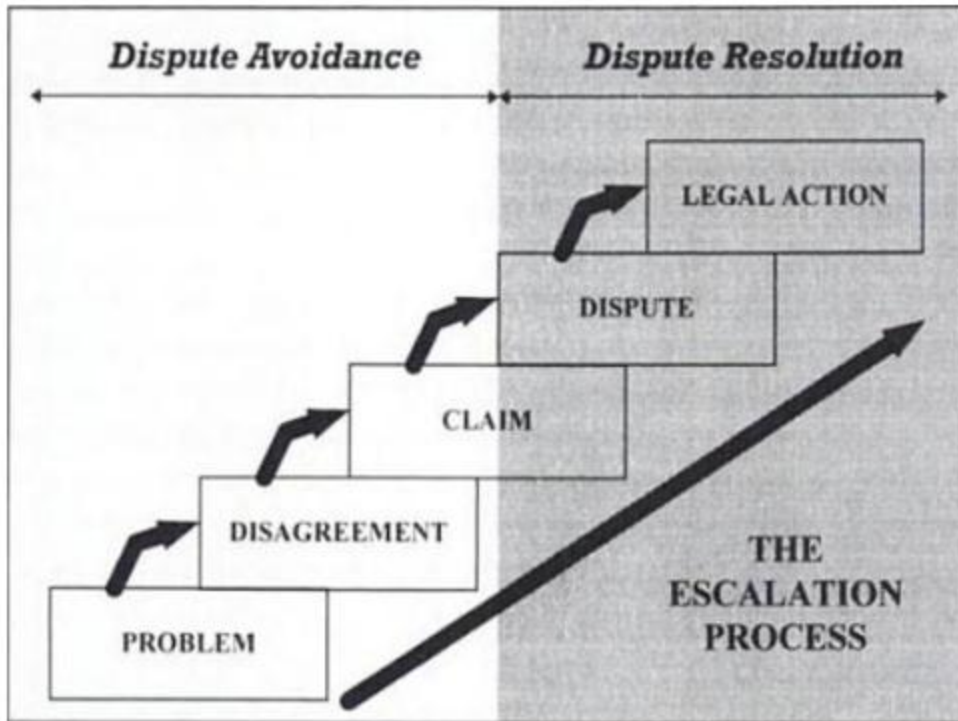 Dispute Avoidance
Dispute Resolution
LEGAL ACTION
DISPUTE
CLAIM
DISAGREEMENT
PROBLEM
THE
ESCALATION
PROCESS